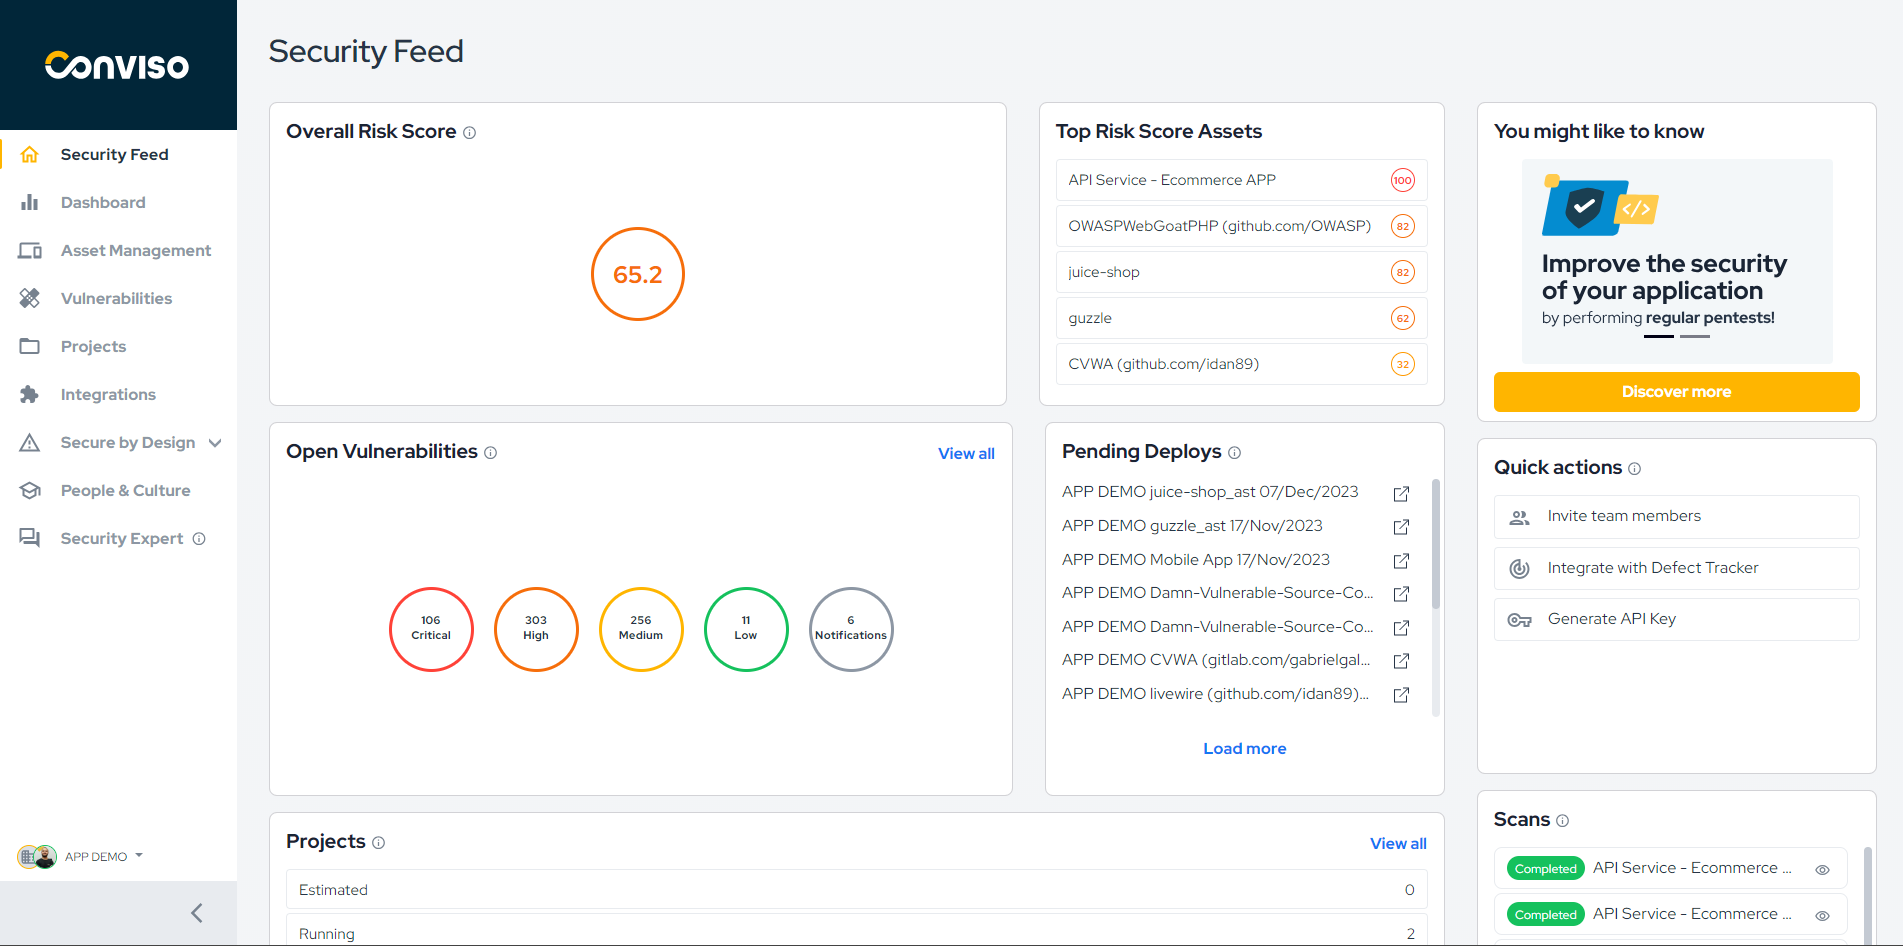 Conviso
Security Feed
Dashboard
Asset Management
Vulnerabilities
Projects
Integrations
Secure by Design
People & Culture
Security Expert
APP DEMO
Security Feed
Overall Risk Score
65.2
Top Risk Score Assets
API Service - Ecommerce APP 100
OWASPWebGoatPHP (github.com/OWASP) 82
juice-shop 82
guzzle 62
CVWA (github.com/idan89) 32
You might like to know
</>
Improve the security
of your application
by performing regular pentests!
Discover more
Open Vulnerabilities
View all
106
Critical
303
High
256
Medium
11
Low
6
Notifications
Pending Deploys
APP DEMO juice-shop_ast 07/Dec/2023
APP DEMO guzzle_ast 17/Nov/2023
APP DEMO Mobile App 17/Nov/2023
APP DEMO Damn-Vulnerable-Source-Co...
APP DEMO Damn-Vulnerable-Source-Co...
APP DEMO CVWA (gitlab.com/gabrielgal...
APP DEMO livewire (github.com/idan89)...
Load more
Quick actions
Invite team members
Integrate with Defect Tracker
Generate API Key
Projects
View all
Estimated 0
Running 2
Scans
Completed API Service - Ecommerce ...
Completed API Service - Ecommerce ...